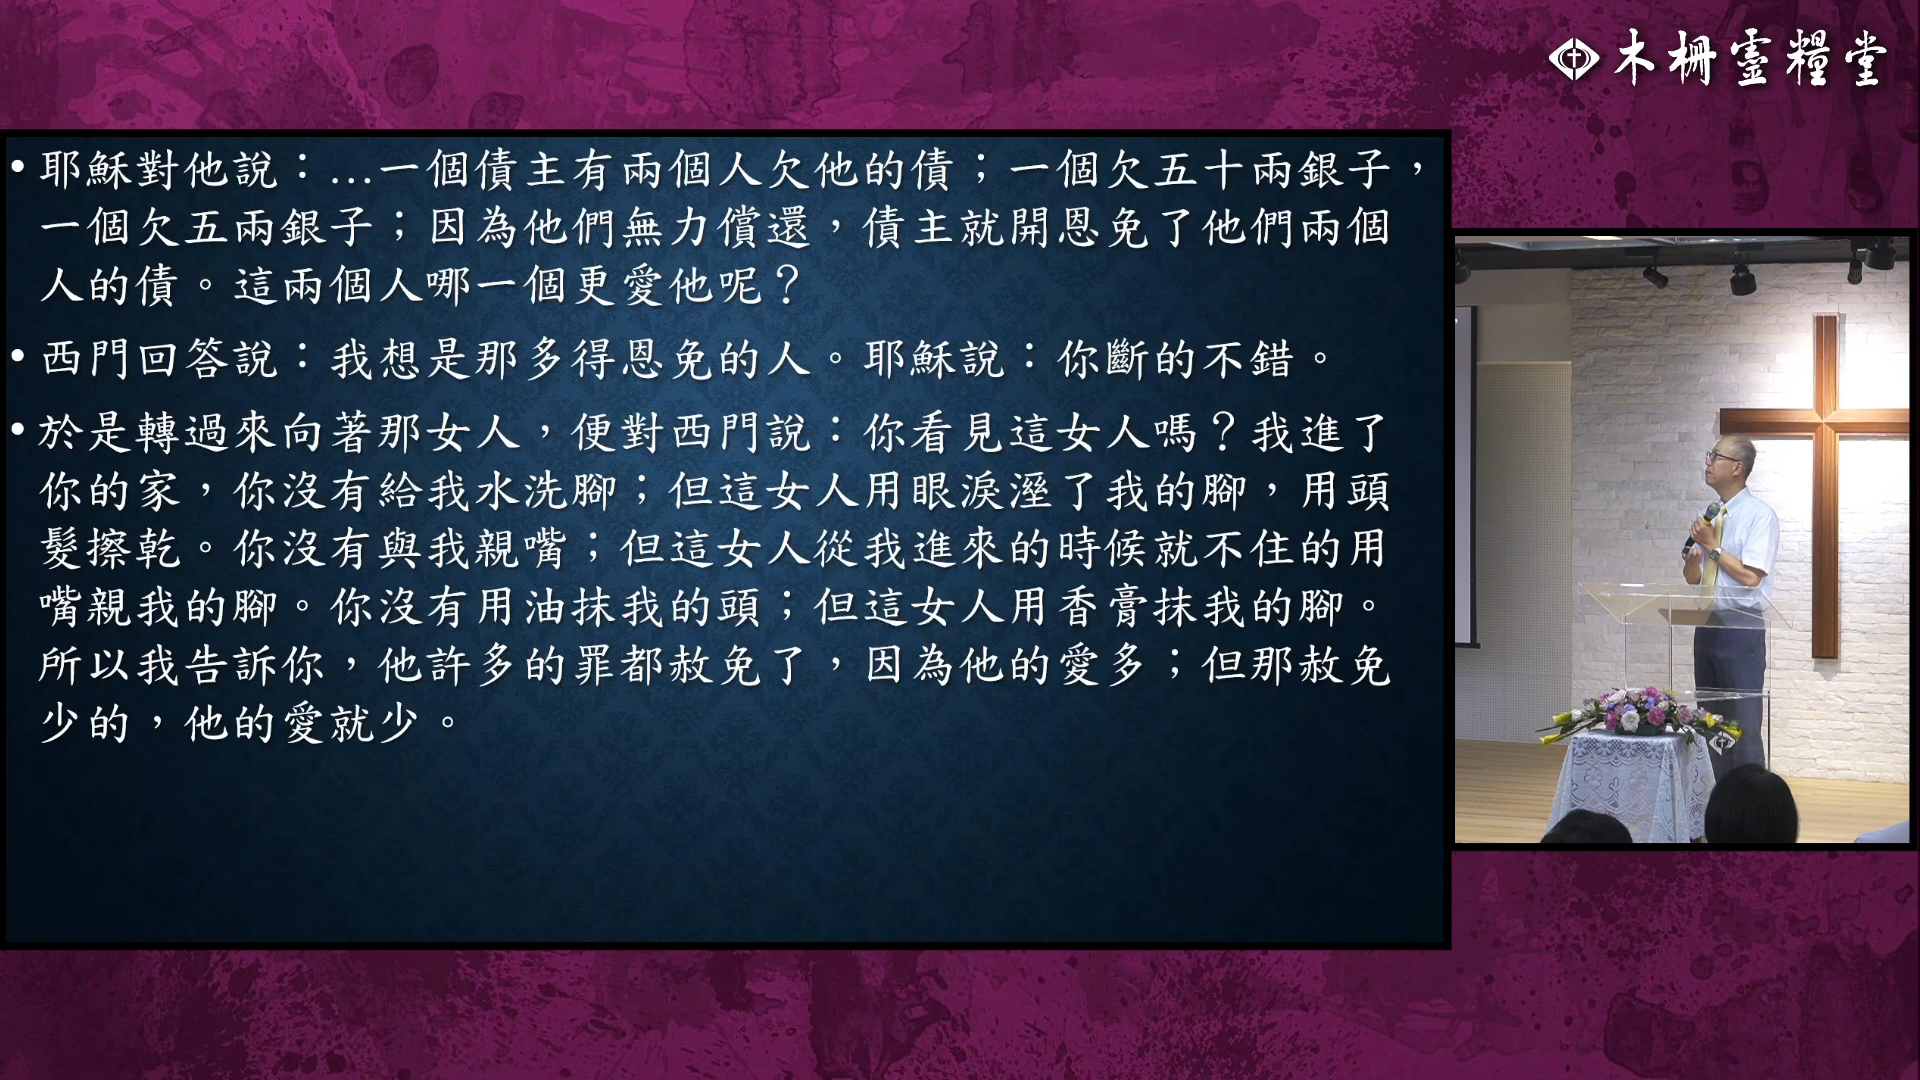 木柵靈糧堂
• 耶穌對他說：…一個債主有兩個人欠他的債；一個欠五十兩銀子，
一個欠五兩銀子；因為他們無力償還，債主就開恩免了他們兩個
人的債。這兩個人哪一個更愛他呢？
• 西門回答說：我想是那多得恩免的人。耶穌說：你斷的不錯。
• 於是轉過來向著那女人，便對西門說：你看見這女人嗎？我進了
你的家，你沒有給我水洗腳；但這女人用眼淚溼了我的腳，用頭
髮擦乾。你沒有與我親嘴；但這女人從我進來的時候就不住的用
嘴親我的腳。你沒有用油抹我的頭；但這女人用香膏抹我的腳。
所以我告訴你，他許多的罪都赦免了，因為他的愛多；但那赦免
少的，他的愛就少。